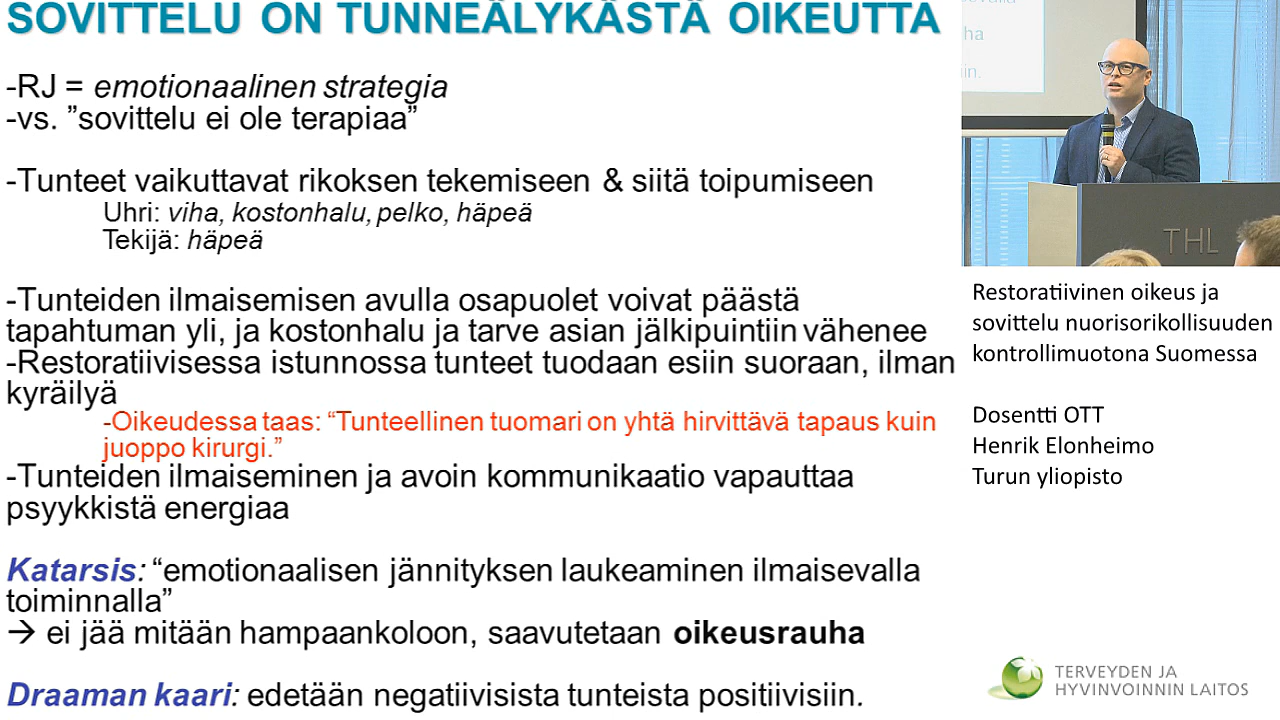 SOVITTELU ON TUNNEÄLYKÄSTÄ OIKEUTTA
-RJ = emotionaalinen strategia
-vs. ”sovittelu ei ole terapiaa”
-Tunteet vaikuttavat rikoksen tekemiseen & siitä toipumiseen
Uhri: viha, kostonhalu, pelko, häpeä
Tekijä: häpeä
-Tunteiden ilmaisemisen avulla osapuolet voivat päästä
tapahtuman yli, ja kostonhalu ja tarve asian jälkipuintiin vähenee
-Restoratiivisessa istunnossa tunteet tuodaan esiin suoraan, ilman
kyräilyä
-Oikeudessa taas: “Tunteellinen tuomari on yhtä hirvittävä tapaus kuin
juoppo kirurgi.”
-Tunteiden ilmaiseminen ja avoin kommunikaatio vapauttaa
psyykkistä energiaa
Katarsis: “emotionaalisen jännityksen laukeaminen ilmaisevalla
toiminnalla”
→ ei jää mitään hampaankoloon, saavutetaan oikeusrauha
Draaman kaari: edetään negatiivisista tunteista positiivisiin.
THL
Restoratiivinen oikeus ja
sovittelu nuorisorikollisuuden
kontrollimuotona Suomessa
Dosentti OTT
Henrik Elonheimo
Turun yliopisto
TERVEYDEN JA
HYVINVOINNIN LAITOS